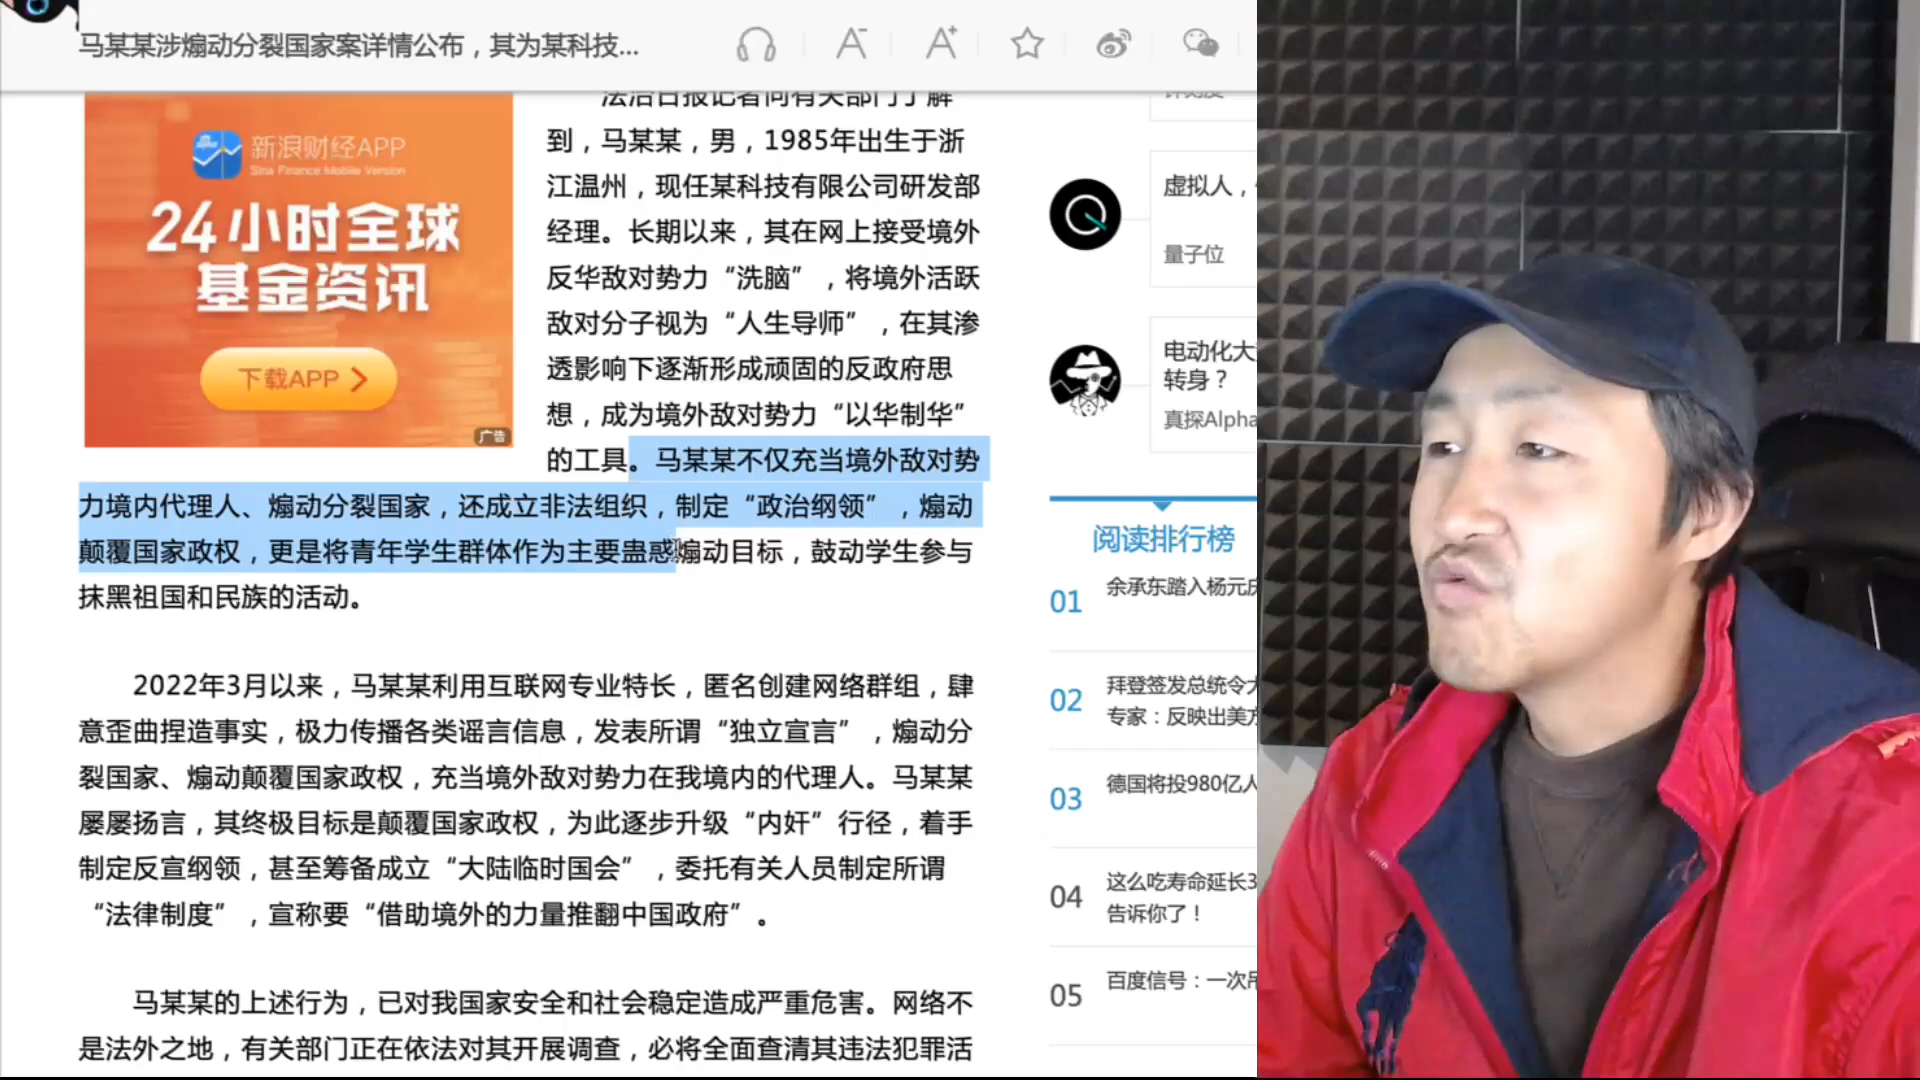 马某某涉煽动分裂国家案详情公布，其为某科技...
新浪财经APP
Sina Finance Mobile Version
24小时全球
基金资讯
下载APP
广告
法治日报记者向有关部门了解
到，马某某，男，1985年出生于浙
江温州，现任某科技有限公司研发部
经理。长期以来，其在网上接受境外
反华敌对势力“洗脑”，将境外活跃
敌对分子视为“人生导师”，在其渗
透影响下逐渐形成顽固的反政府思
想，成为境外敌对势力“以华制华”
的工具。马某某不仅充当境外敌对势
力境内代理人、煽动分裂国家，还成立非法组织，制定“政治纲领”，煽动
颠覆国家政权，更是将青年学生群体作为主要蛊惑煽动目标，鼓动学生参与
抹黑祖国和民族的活动。
2022年3月以来，马某某利用互联网专业特长，匿名创建网络群组，肆
意歪曲捏造事实，极力传播各类谣言信息，发表所谓“独立宣言”，煽动分
裂国家、煽动颠覆国家政权，充当境外敌对势力在我境内的代理人。马某某
屡屡扬言，其终极目标是颠覆国家政权，为此逐步升级“内奸”行径，着手
制定反宣纲领，甚至筹备成立“大陆临时国会”，委托有关人员制定所谓
“法律制度”，宣称要“借助境外的力量推翻中国政府”。
马某某的上述行为，已对我国家安全和社会稳定造成严重危害。网络不
是法外之地，有关部门正在依法对其开展调查，必将全面查清其违法犯罪活
虚拟人，
量子位
电动化大
转身？
真探Alpha
阅读排行榜
01 余承东踏入杨元庆
02 拜登签发总统令
专家：反映出美
03 德国将投980亿
04 这么吃寿命延长3
告诉你了！
05 百度信号：一次